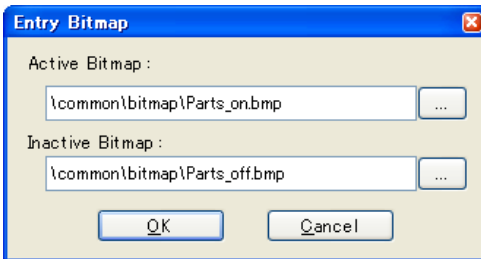 Entry Bitmap
Active Bitmap :
\common\bitmap\Parts_on.bmp
...
Inactive Bitmap :
\common\bitmap\Parts_off.bmp
...
OK Cancel